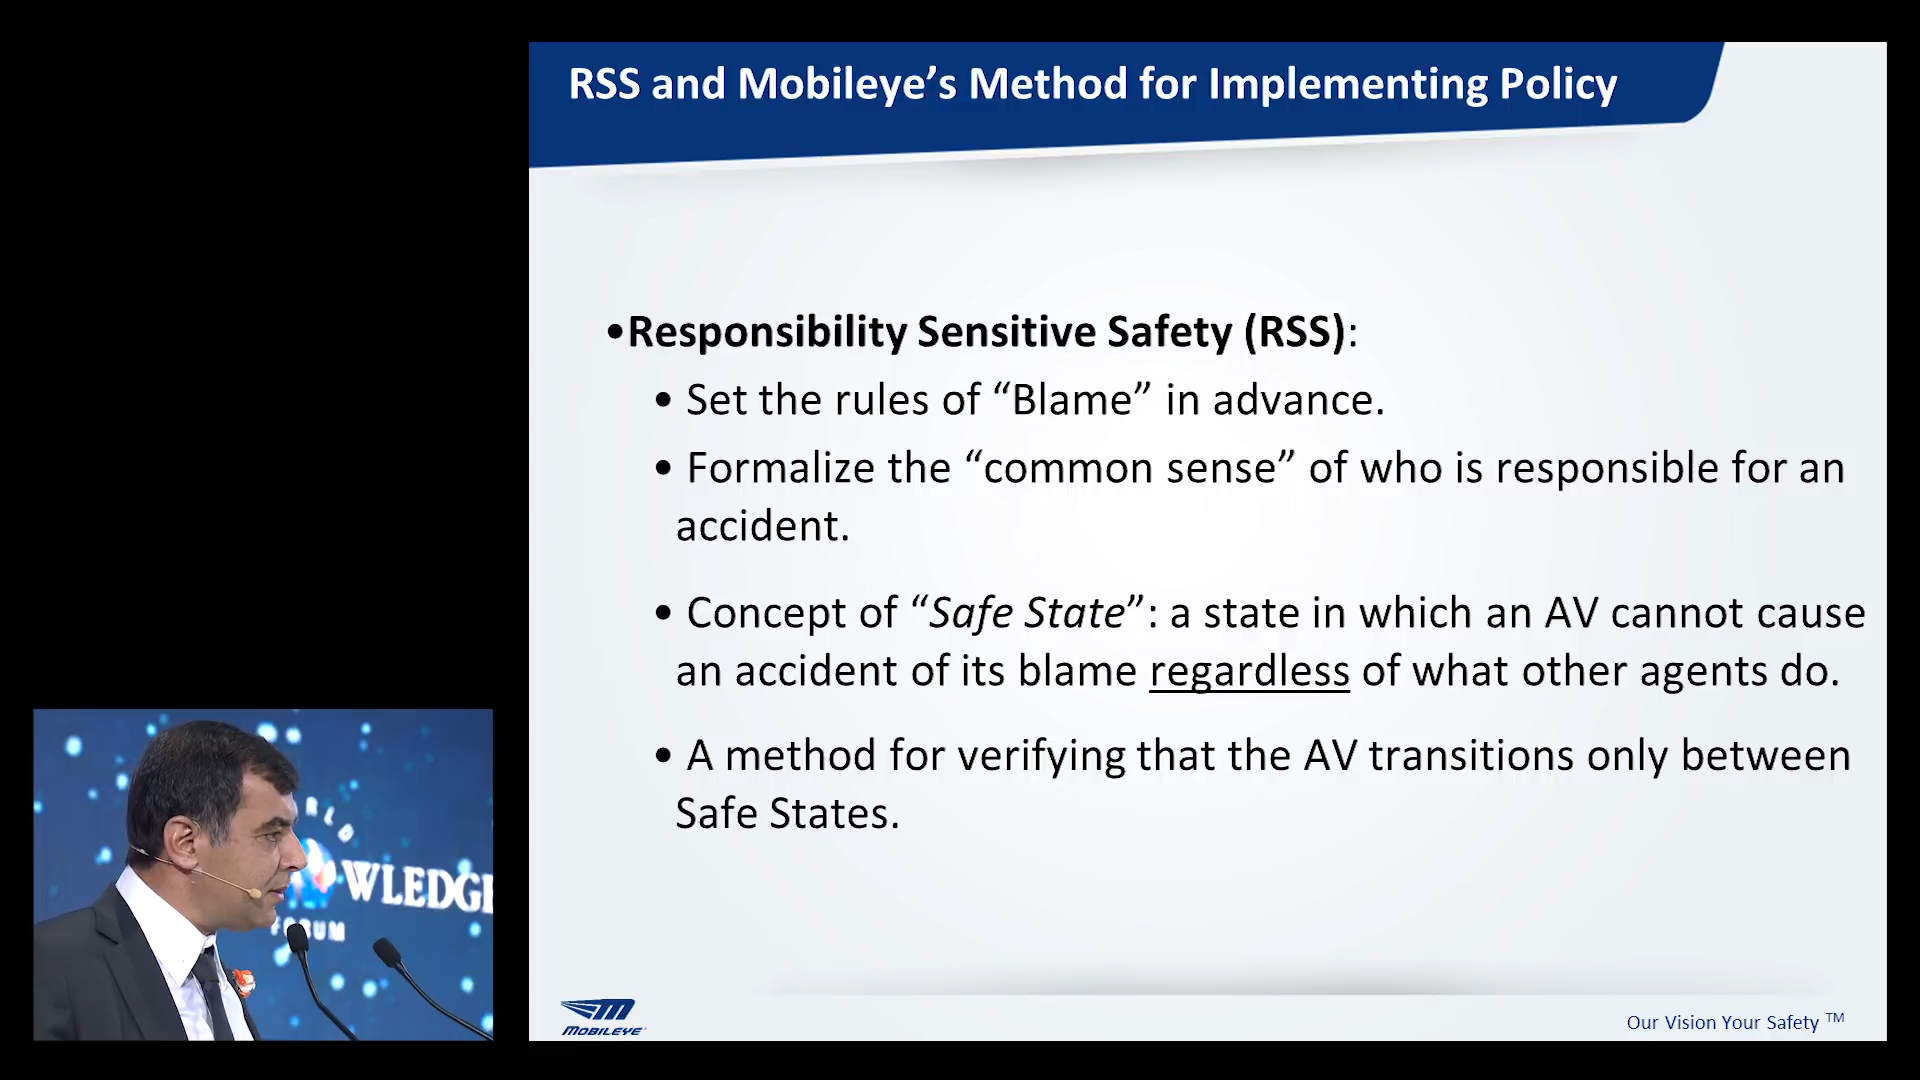 RSS and Mobileye’s Method for Implementing Policy
•Responsibility Sensitive Safety (RSS):
• Set the rules of “Blame” in advance.
• Formalize the “common sense” of who is responsible for an
accident.
• Concept of “Safe State”: a state in which an AV cannot cause
an accident of its blame regardless of what other agents do.
• A method for verifying that the AV transitions only between
Safe States.
RLD
WLEDGE
FORUM
MOBILEYE
Our Vision Your Safety TM